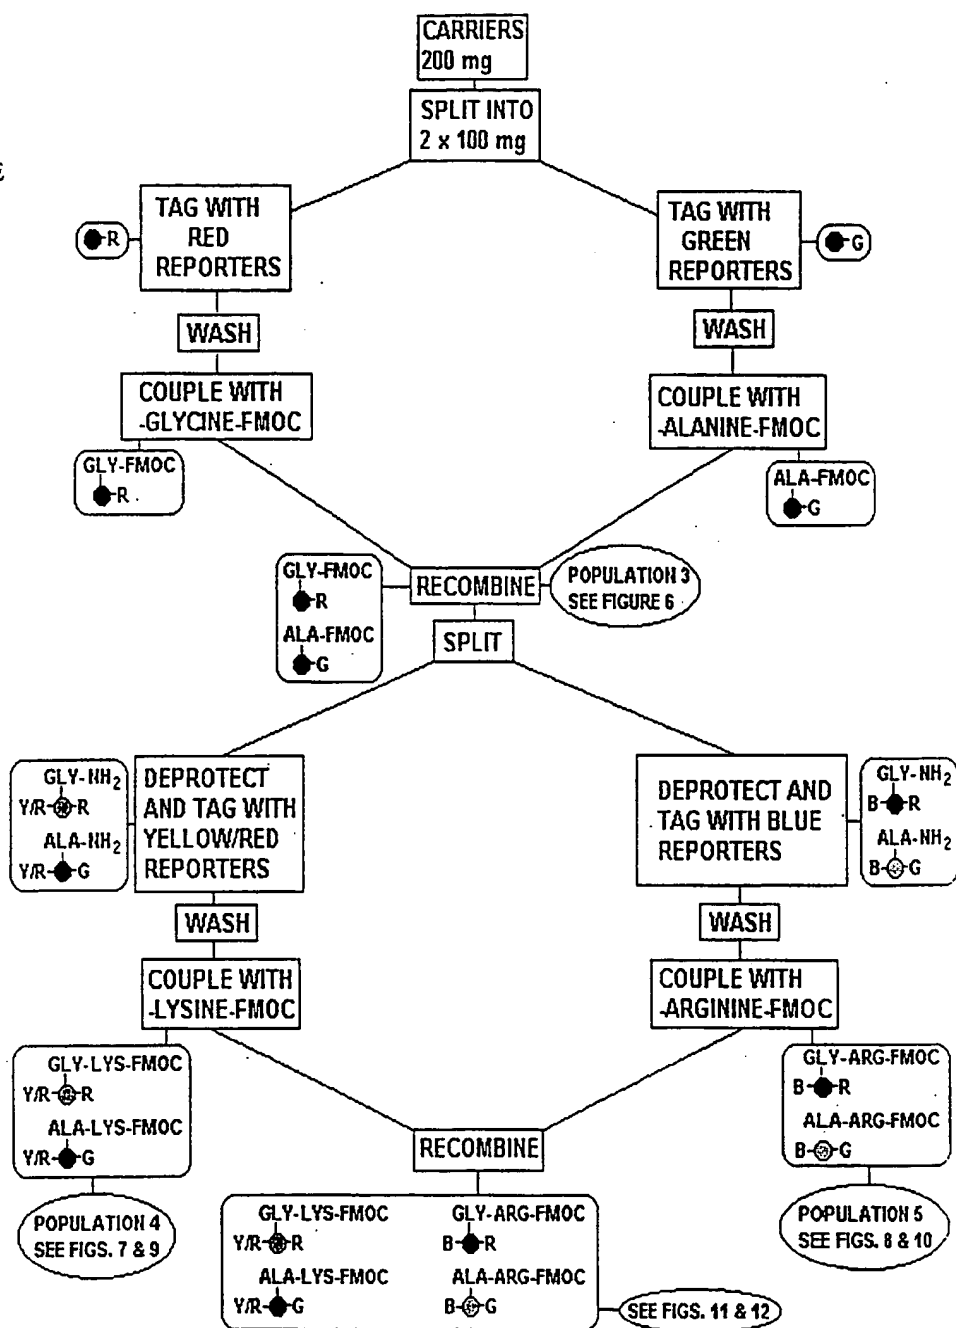 CARRIERS
200 mg
SPLIT INTO
2 x 100 mg
TAG WITH
RED
REPORTERS
R
TAG WITH
GREEN
REPORTERS
G
WASH
WASH
COUPLE WITH
-GLYCINE-FMOC
COUPLE WITH
-ALANINE-FMOC
GLY-FMOC
R
ALA-FMOC
G
GLY-FMOC
R
ALA-FMOC
G
RECOMBINE
POPULATION 3
SEE FIGURE 6
SPLIT
GLY-NH2
Y/R R
ALA-NH2
Y/R G
DEPROTECT
AND TAG WITH
YELLOW/RED
REPORTERS
DEPROTECT AND
TAG WITH BLUE
REPORTERS
GLY-NH2
B R
ALA-NH2
B G
WASH
WASH
COUPLE WITH
-LYSINE-FMOC
COUPLE WITH
-ARGININE-FMOC
GLY-LYS-FMOC
Y/R R
ALA-LYS-FMOC
Y/R G
GLY-ARG-FMOC
B R
ALA-ARG-FMOC
B G
RECOMBINE
POPULATION 4
SEE FIGS. 7 & 9
POPULATION 5
SEE FIGS. 8 & 10
GLY-LYS-FMOC
Y/R R
ALA-LYS-FMOC
Y/R G
GLY-ARG-FMOC
B R
ALA-ARG-FMOC
B G
SEE FIGS. 11 & 12